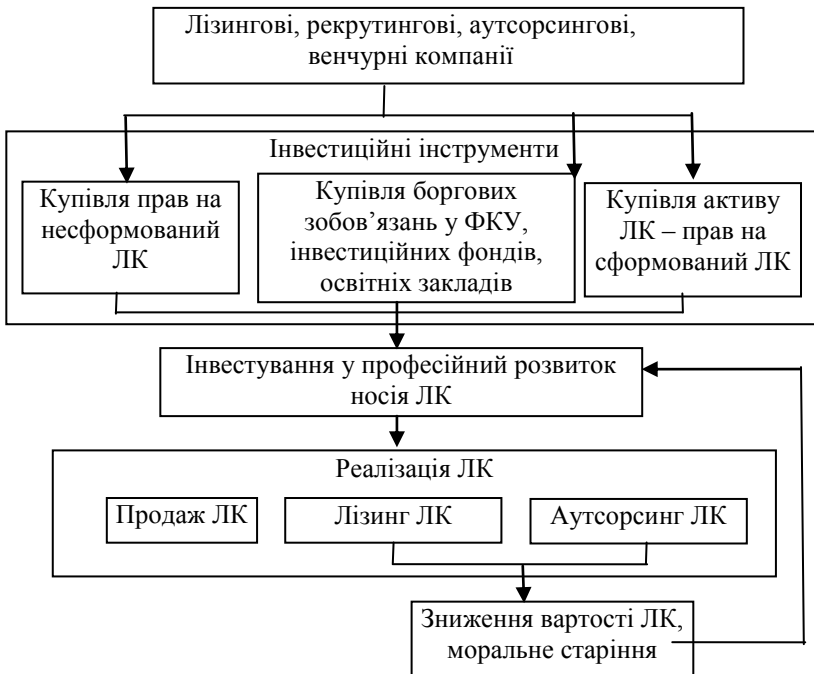 Лізингові, рекрутингові, аутсорсингові,
венчурні компанії
Інвестиційні інструменти
Купівля прав на
несформований
ЛК
Купівля боргових
зобов’язань у ФКУ,
інвестиційних фондів,
освітніх закладів
Купівля активу
ЛК – прав на
сформований ЛК
Інвестування у професійний розвиток
носія ЛК
Реалізація ЛК
Продаж ЛК
Лізинг ЛК
Аутсорсинг ЛК
Зниження вартості ЛК,
моральне старіння